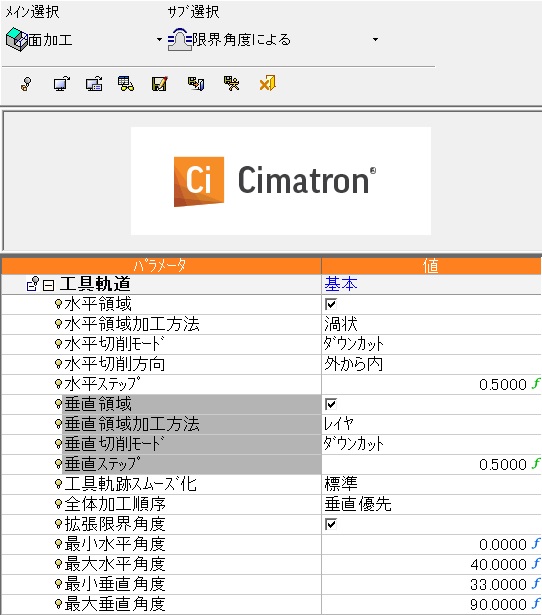 メイン選択 サブ選択
面加工 限界角度による
Ci Cimatron®
パラメータ 値
工具軌道 基本
水平領域
水平領域加工方法 渦状
水平切削モード ダウンカット
水平切削方向 外から内
水平ステップ 0.5000 f
垂直領域
垂直領域加工方法 レイヤ
垂直切削モード ダウンカット
垂直ステップ 0.5000 f
工具軌跡スムーズ化 標準
全体加工順序 垂直優先
拡張限界角度
最小水平角度 0.0000 f
最大水平角度 40.0000 f
最小垂直角度 33.0000 f
最大垂直角度 90.0000 f